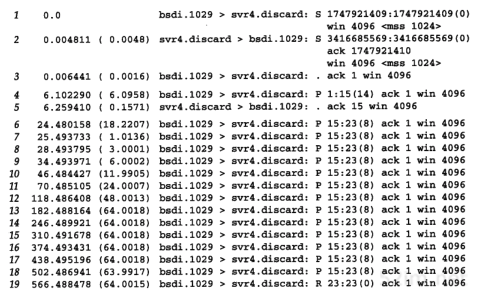 1 0.0 bsdi.1029 > svr4.discard: S 1747921409:1747921409(0)
win 4096 <mss 1024>
2 0.004811 ( 0.0048) svr4.discard > bsdi.1029: S 3416685569:3416685569(0)
ack 1747921410
win 4096 <mss 1024>
3 0.006441 ( 0.0016) bsdi.1029 > svr4.discard: . ack 1 win 4096
4 6.102290 ( 6.0958) bsdi.1029 > svr4.discard: P 1:15(14) ack 1 win 4096
5 6.259410 ( 0.1571) svr4.discard > bsdi.1029: . ack 15 win 4096
6 24.480158 (18.2207) bsdi.1029 > svr4.discard: P 15:23(8) ack 1 win 4096
7 25.493733 ( 1.0136) bsdi.1029 > svr4.discard: P 15:23(8) ack 1 win 4096
8 28.493795 ( 3.0001) bsdi.1029 > svr4.discard: P 15:23(8) ack 1 win 4096
9 34.493971 ( 6.0002) bsdi.1029 > svr4.discard: P 15:23(8) ack 1 win 4096
10 46.484427 (11.9905) bsdi.1029 > svr4.discard: P 15:23(8) ack 1 win 4096
11 70.485105 (24.0007) bsdi.1029 > svr4.discard: P 15:23(8) ack 1 win 4096
12 118.486408 (48.0013) bsdi.1029 > svr4.discard: P 15:23(8) ack 1 win 4096
13 182.488164 (64.0018) bsdi.1029 > svr4.discard: P 15:23(8) ack 1 win 4096
14 246.489921 (64.0018) bsdi.1029 > svr4.discard: P 15:23(8) ack 1 win 4096
15 310.491678 (64.0018) bsdi.1029 > svr4.discard: P 15:23(8) ack 1 win 4096
16 374.493431 (64.0018) bsdi.1029 > svr4.discard: P 15:23(8) ack 1 win 4096
17 438.495196 (64.0018) bsdi.1029 > svr4.discard: P 15:23(8) ack 1 win 4096
18 502.486941 (63.9917) bsdi.1029 > svr4.discard: P 15:23(8) ack 1 win 4096
19 566.488478 (64.0015) bsdi.1029 > svr4.discard: R 23:23(0) ack 1 win 4096